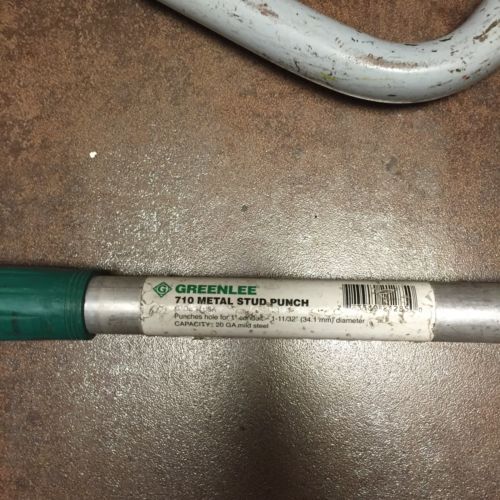 G GREENLEE
710 METAL STUD PUNCH
Punches hole for 1" conduit - 1-11/32" (34.1 mm) diameter
CAPACITY: 20 GA mild steel